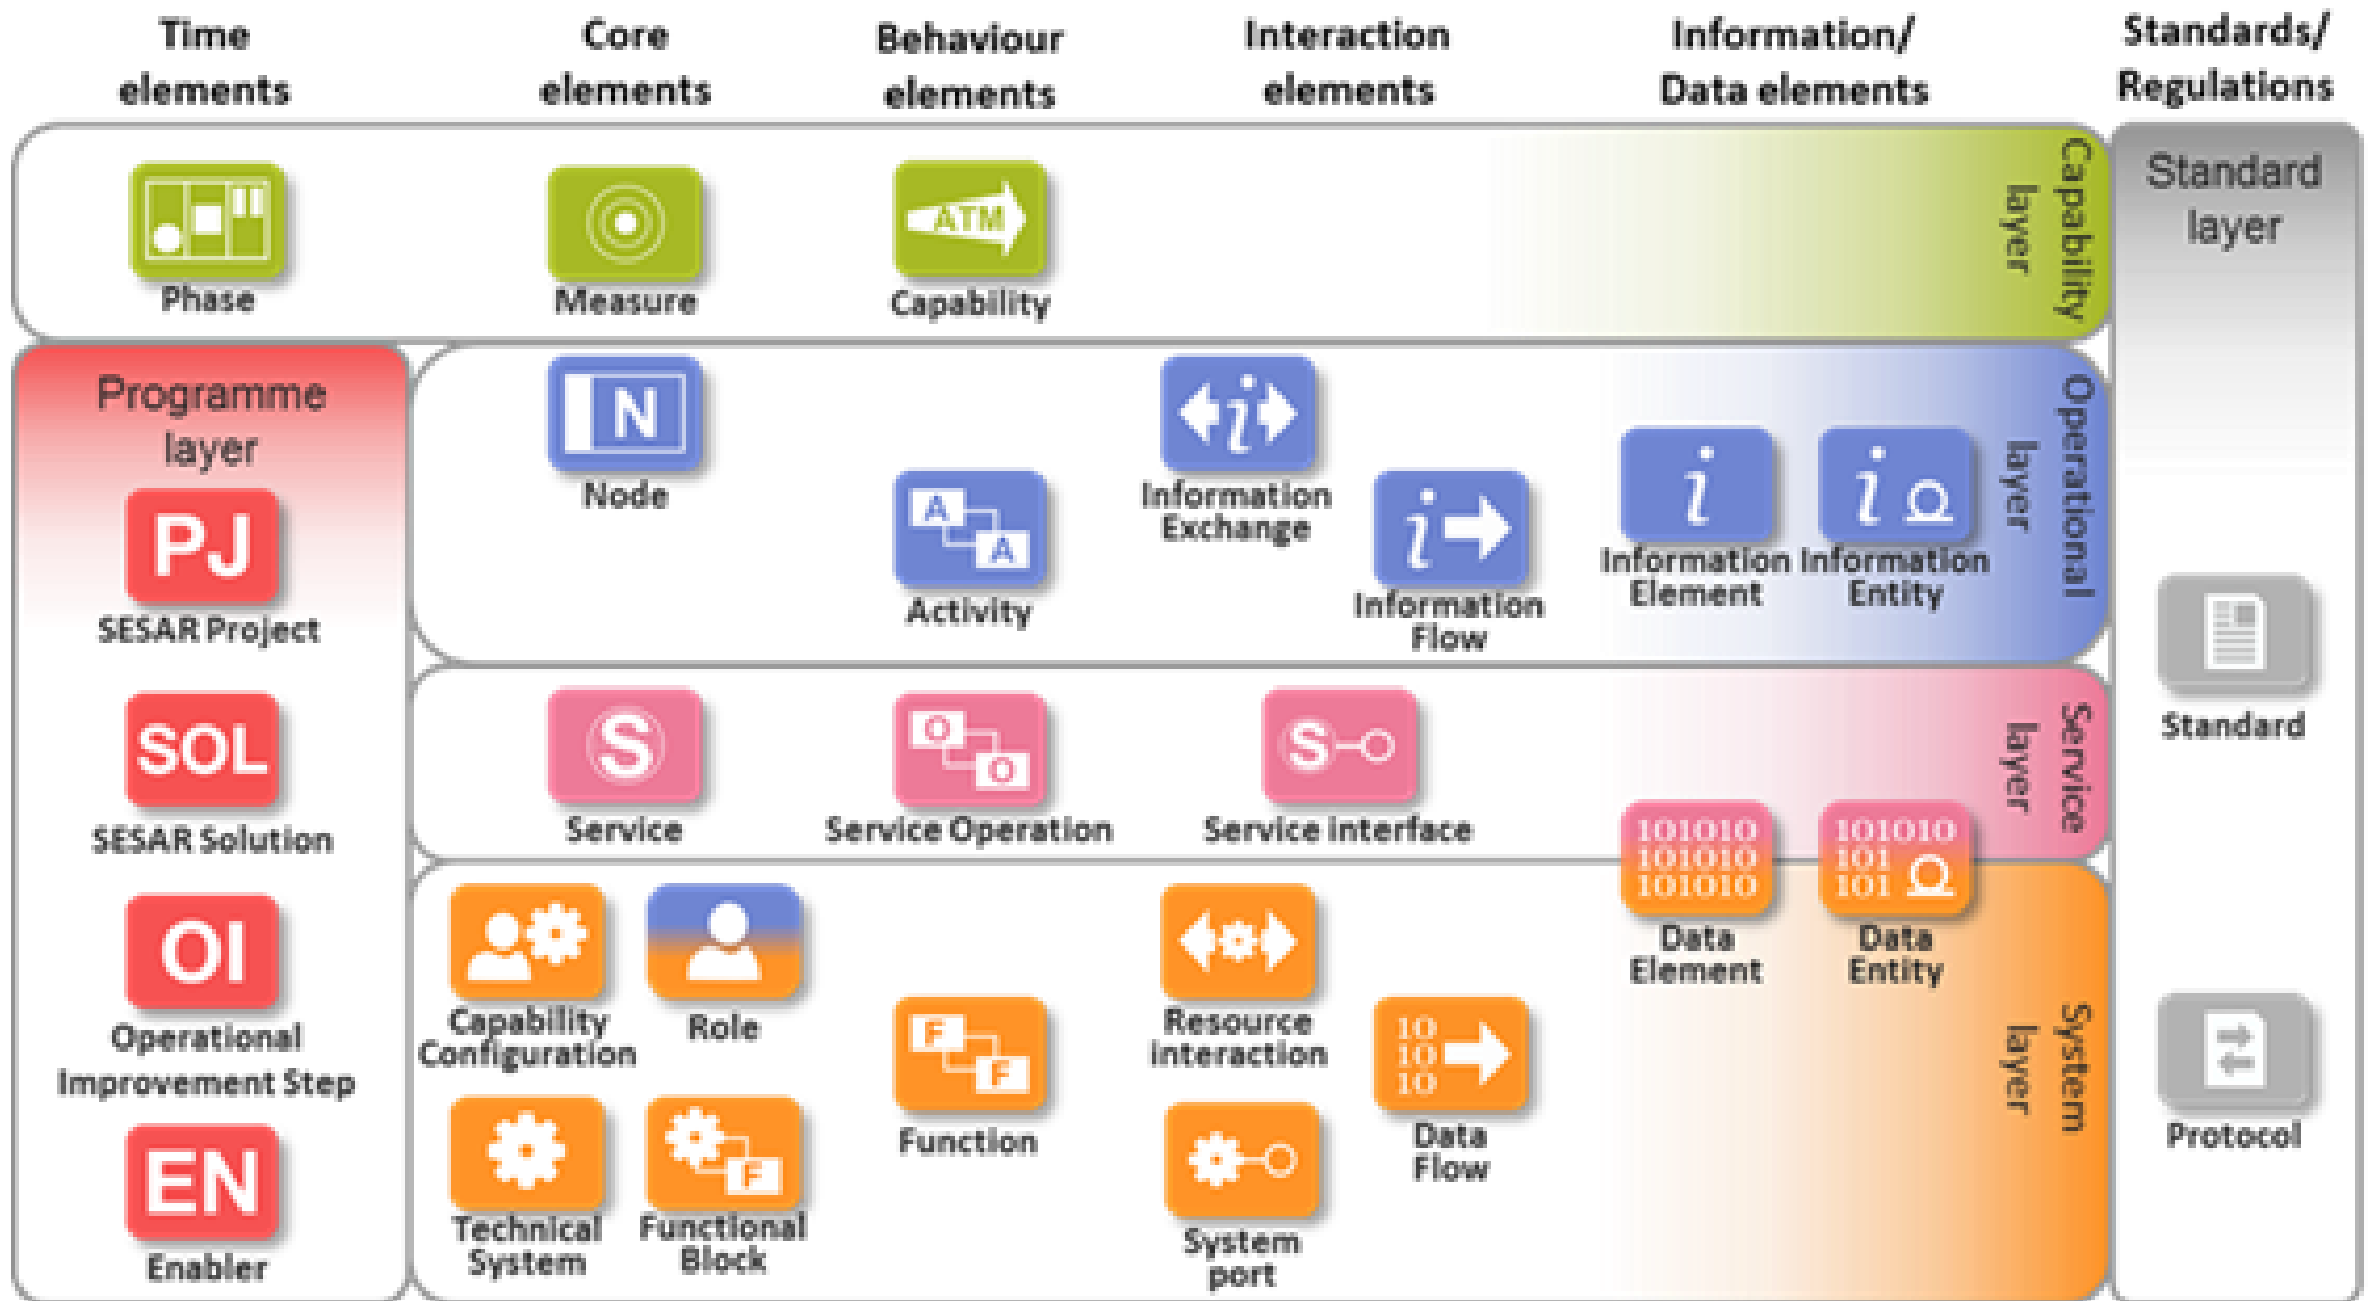 Time
elements
Core
elements
Behaviour
elements
Interaction
elements
Information/
Data elements
Standards/
Regulations
Phase
Measure
ATM
Capability
Capability
layer
Standard
layer
Programme
layer
PJ
SESAR Project
SOL
SESAR Solution
OI
Operational
Improvement Step
EN
Enabler
N
Node
A
A
Activity
i
Information
Exchange
i
Information
Flow
i
Information
Element
i
Information
Entity
Operational
layer
S
Service
O
O
Service Operation
S
Service interface
Service
layer
101010
101010
101010
Data
Element
101010
101
101
Data
Entity
Capability
Configuration
Role
Technical
System
F
Functional
Block
F
F
Function
Resource
interaction
10
10
10
Data
Flow
System
port
System
layer
Standard
Protocol